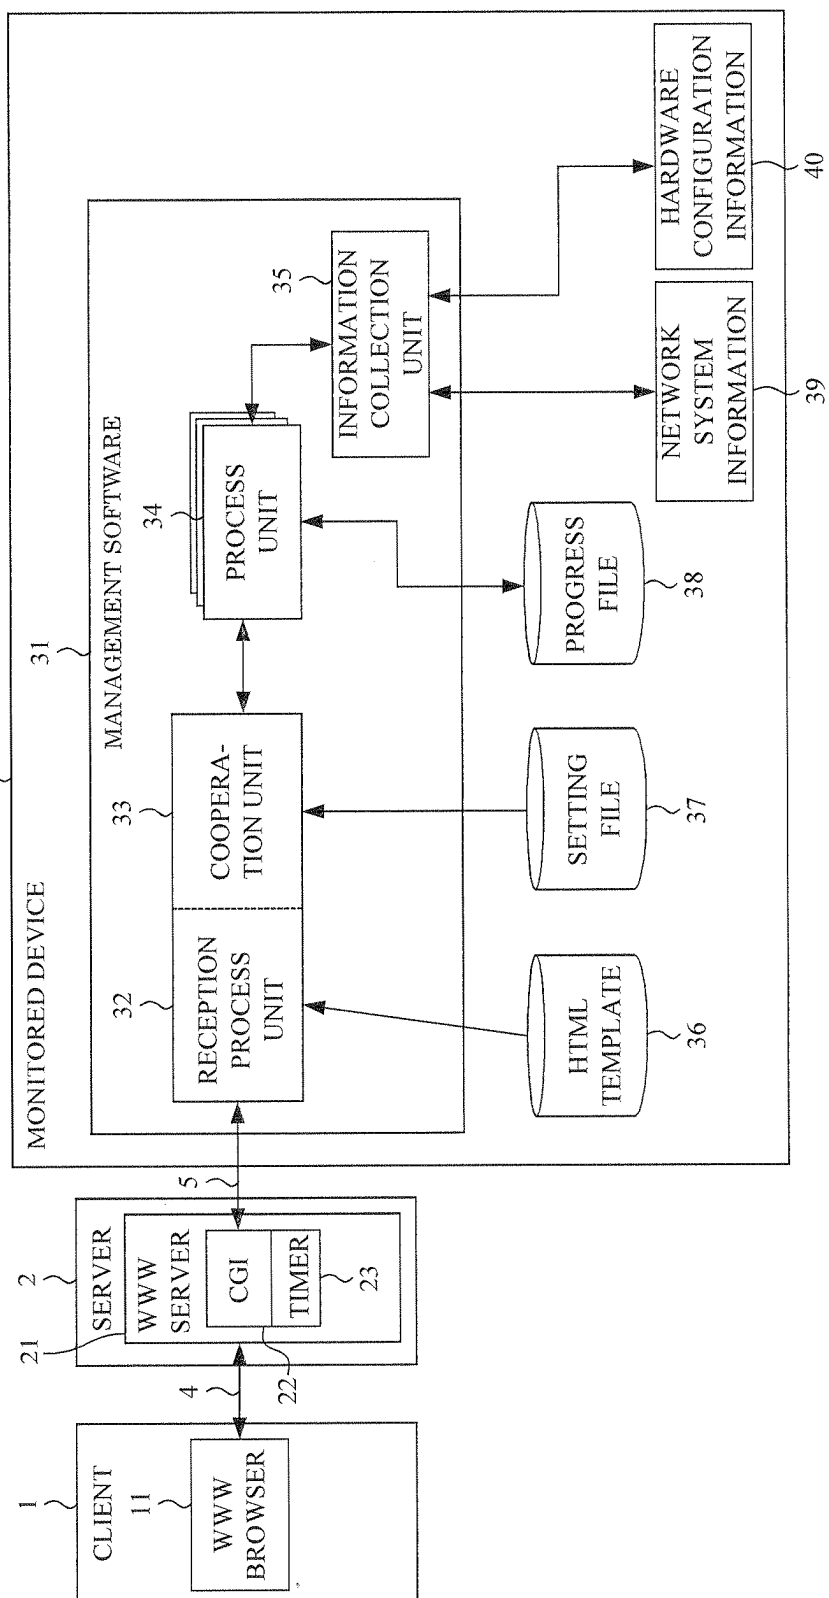 1
CLIENT
11
WWW
BROWSER
4
2
SERVER
21
WWW
SERVER
CGI
TIMER
22
23
5
MONITORED DEVICE
31
MANAGEMENT SOFTWARE
32
RECEPTION
PROCESS
UNIT
33
COOPERA-
TION UNIT
34
PROCESS
UNIT
35
INFORMATION
COLLECTION
UNIT
HTML
TEMPLATE
36
SETTING
FILE
37
PROGRESS
FILE
38
NETWORK
SYSTEM
INFORMATION
39
HARDWARE
CONFIGURATION
INFORMATION
40